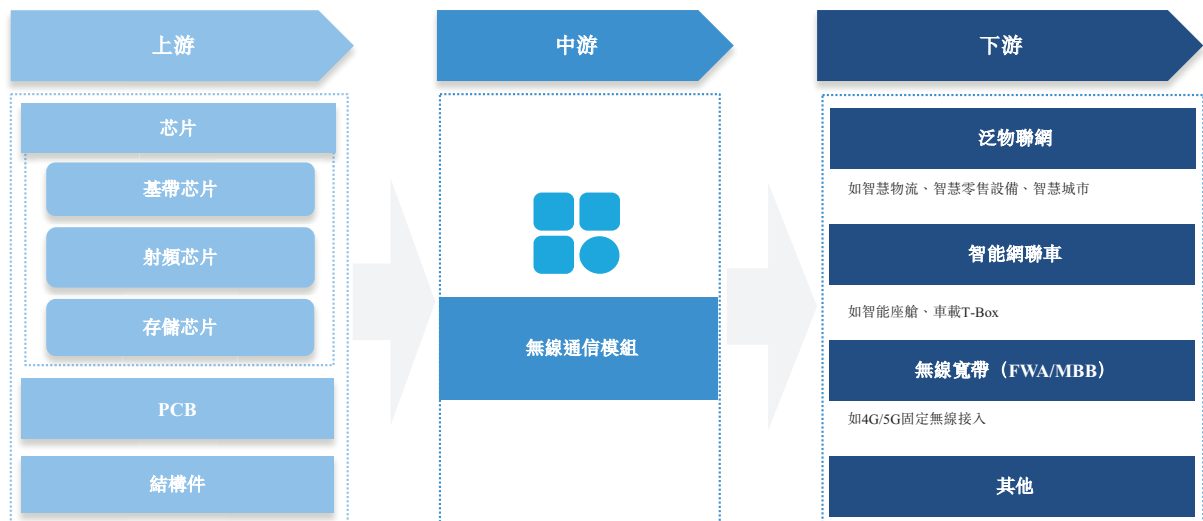 上游
中游
下游
芯片
基帶芯片
射頻芯片
存儲芯片
PCB
結構件
無線通信模組
泛物聯網
如智慧物流、智慧零售設備、智慧城市
智能網聯車
如智能座艙、車載T-Box
無線寬帶（FWA/MBB）
如4G/5G固定無線接入
其他